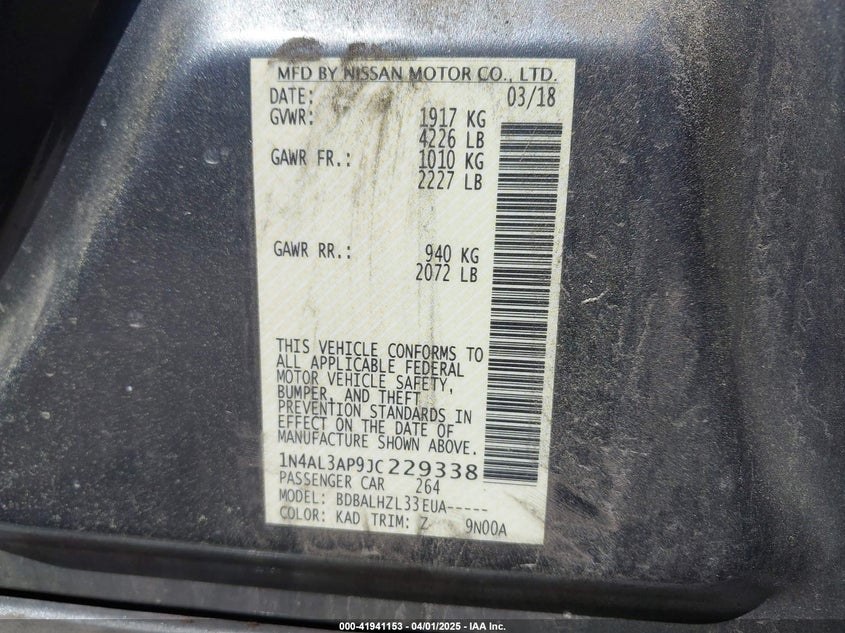 MFD BY NISSAN MOTOR CO., LTD.
DATE: 03/18
GVWR: 1917 KG
4226 LB
GAWR FR.: 1010 KG
2227 LB
GAWR RR.: 940 KG
2072 LB
THIS VEHICLE CONFORMS TO
ALL APPLICABLE FEDERAL
MOTOR VEHICLE SAFETY,
BUMPER, AND THEFT
PREVENTION STANDARDS IN
EFFECT ON THE DATE OF
MANUFACTURE SHOWN ABOVE.
1N4AL3AP9JC229338
PASSENGER CAR 264
MODEL: BDBALHZL33EUA-----
COLOR: KAD TRIM: Z 9N00A
000-41941153 - 04/01/2025 - IAA Inc.